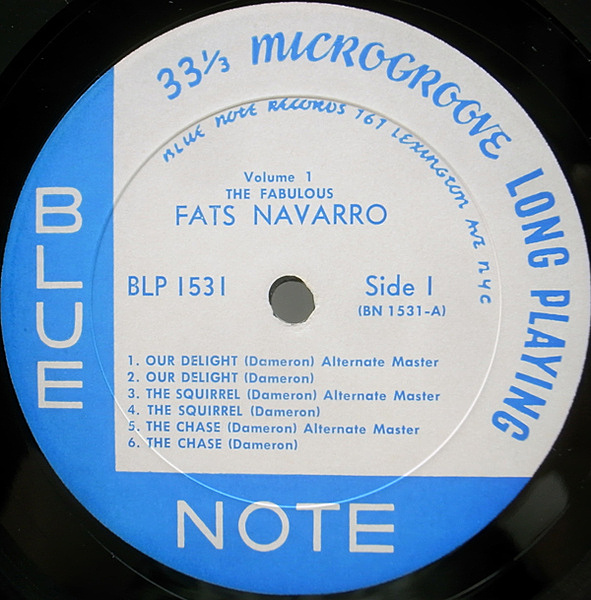 33⅓ MICROGROOVE LONG PLAYING
BLUE NOTE RECORDS 767 LEXINGTON AVE NYC
Volume 1
THE FABULOUS
FATS NAVARRO
BLP 1531
Side 1
(BN 1531-A)
1. OUR DELIGHT (Dameron) Alternate Master
2. OUR DELIGHT (Dameron)
3. THE SQUIRREL (Dameron) Alternate Master
4. THE SQUIRREL (Dameron)
5. THE CHASE (Dameron) Alternate Master
6. THE CHASE (Dameron)
BLUE
NOTE